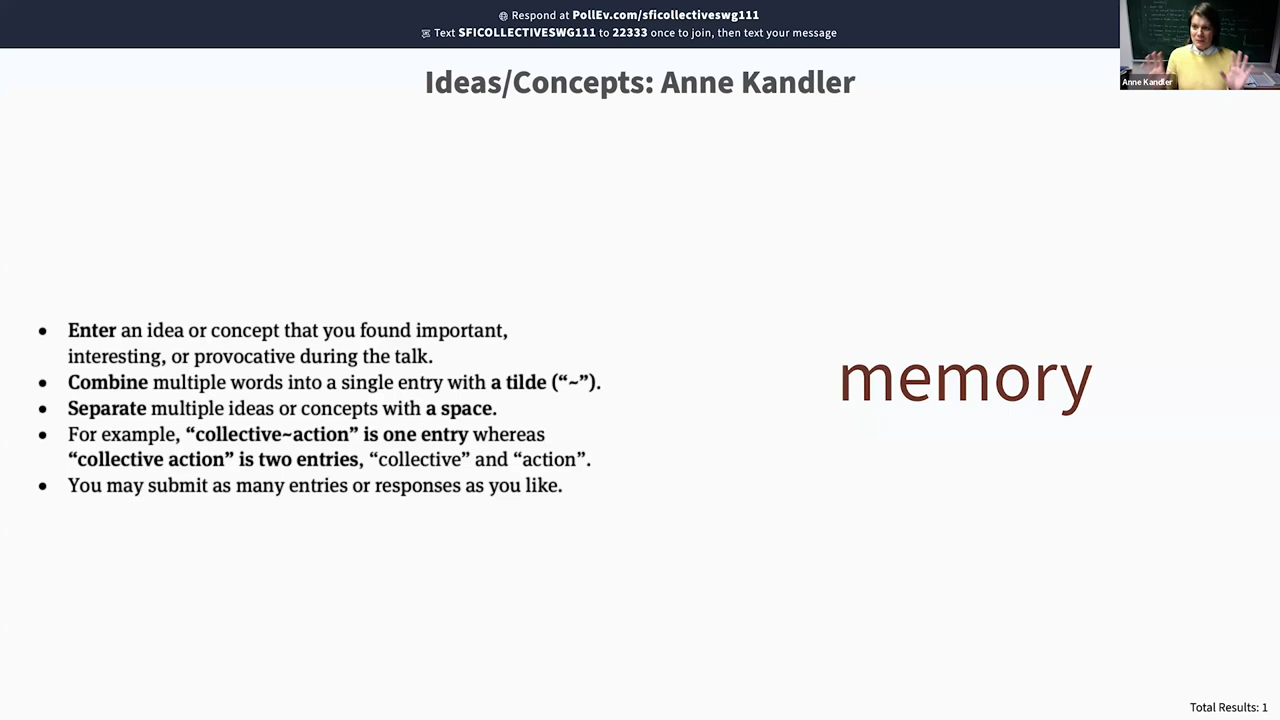 Respond at PollEv.com/sficollectiveswg111
Text SFICOLLECTIVESWG111 to 22333 once to join, then text your message
Anne Kandler
Ideas/Concepts: Anne Kandler
• Enter an idea or concept that you found important,
interesting, or provocative during the talk.
• Combine multiple words into a single entry with a tilde (“~”).
• Separate multiple ideas or concepts with a space.
• For example, “collective~action” is one entry whereas
“collective action” is two entries, “collective” and “action”.
• You may submit as many entries or responses as you like.
memory
Total Results: 1